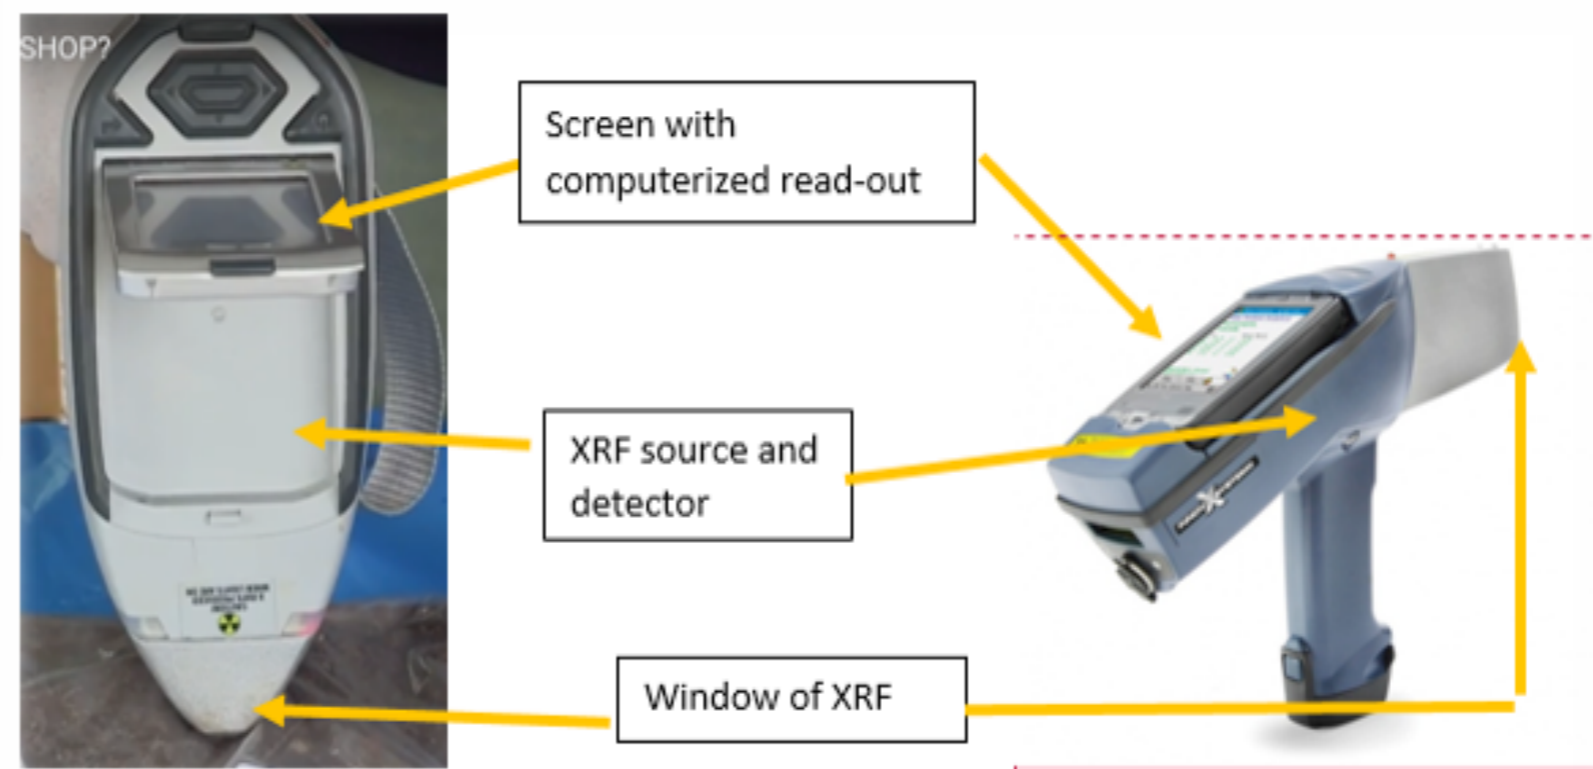 SHOP?
Screen with
computerized read-out
XRF source and
detector
Window of XRF